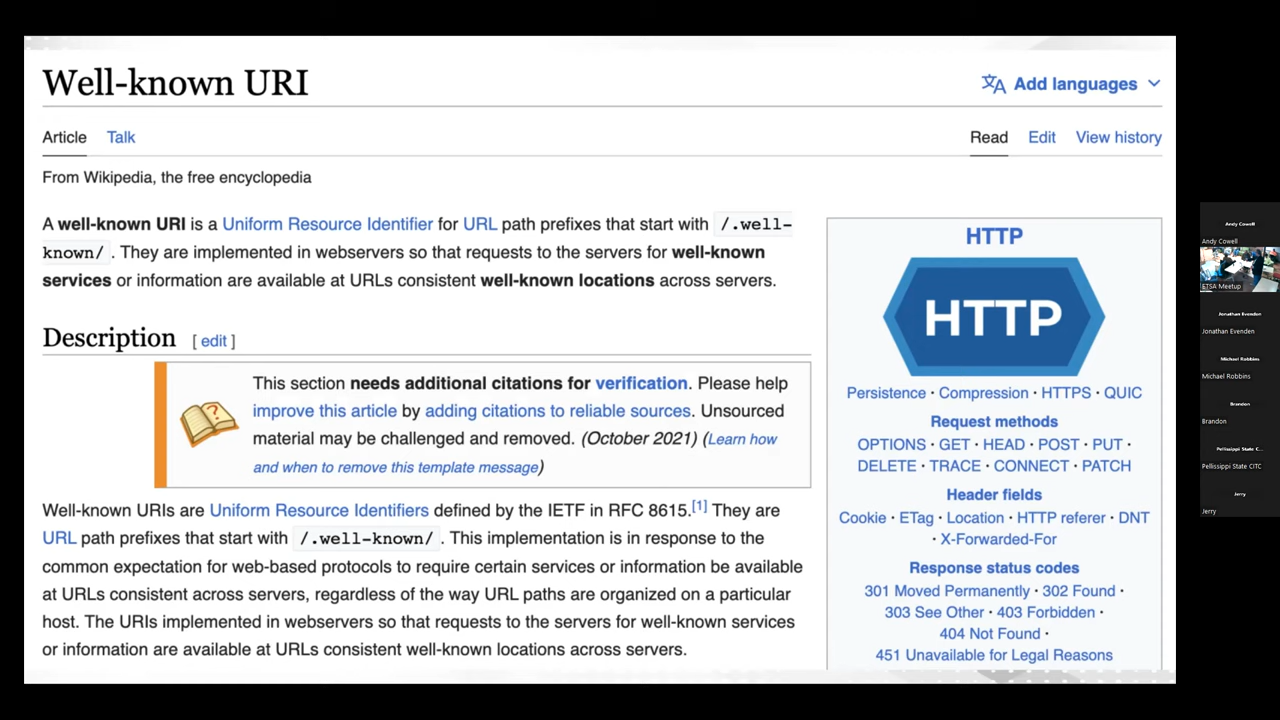 Well-known URI
Add languages
Article Talk
Read Edit View history
From Wikipedia, the free encyclopedia
A well-known URI is a Uniform Resource Identifier for URL path prefixes that start with /.well-
known/ . They are implemented in webservers so that requests to the servers for well-known
services or information are available at URLs consistent well-known locations across servers.
Description [ edit ]
This section needs additional citations for verification. Please help
improve this article by adding citations to reliable sources. Unsourced
material may be challenged and removed. (October 2021) (Learn how
and when to remove this template message)
Well-known URIs are Uniform Resource Identifiers defined by the IETF in RFC 8615.[1] They are
URL path prefixes that start with /.well-known/ . This implementation is in response to the
common expectation for web-based protocols to require certain services or information be available
at URLs consistent across servers, regardless of the way URL paths are organized on a particular
host. The URIs implemented in webservers so that requests to the servers for well-known services
or information are available at URLs consistent well-known locations across servers.
HTTP
HTTP
Persistence · Compression · HTTPS · QUIC
Request methods
OPTIONS · GET · HEAD · POST · PUT ·
DELETE · TRACE · CONNECT · PATCH
Header fields
Cookie · ETag · Location · HTTP referer · DNT
· X-Forwarded-For
Response status codes
301 Moved Permanently · 302 Found ·
303 See Other · 403 Forbidden ·
404 Not Found ·
451 Unavailable for Legal Reasons
Andy Cowell
Andy Cowell
ETSA Meetup
Jonathan Evenden
Jonathan Evenden
Michael Robbins
Michael Robbins
Brandon
Brandon
Pellissippi State C...
Pellissippi State CITC
Jerry
Jerry